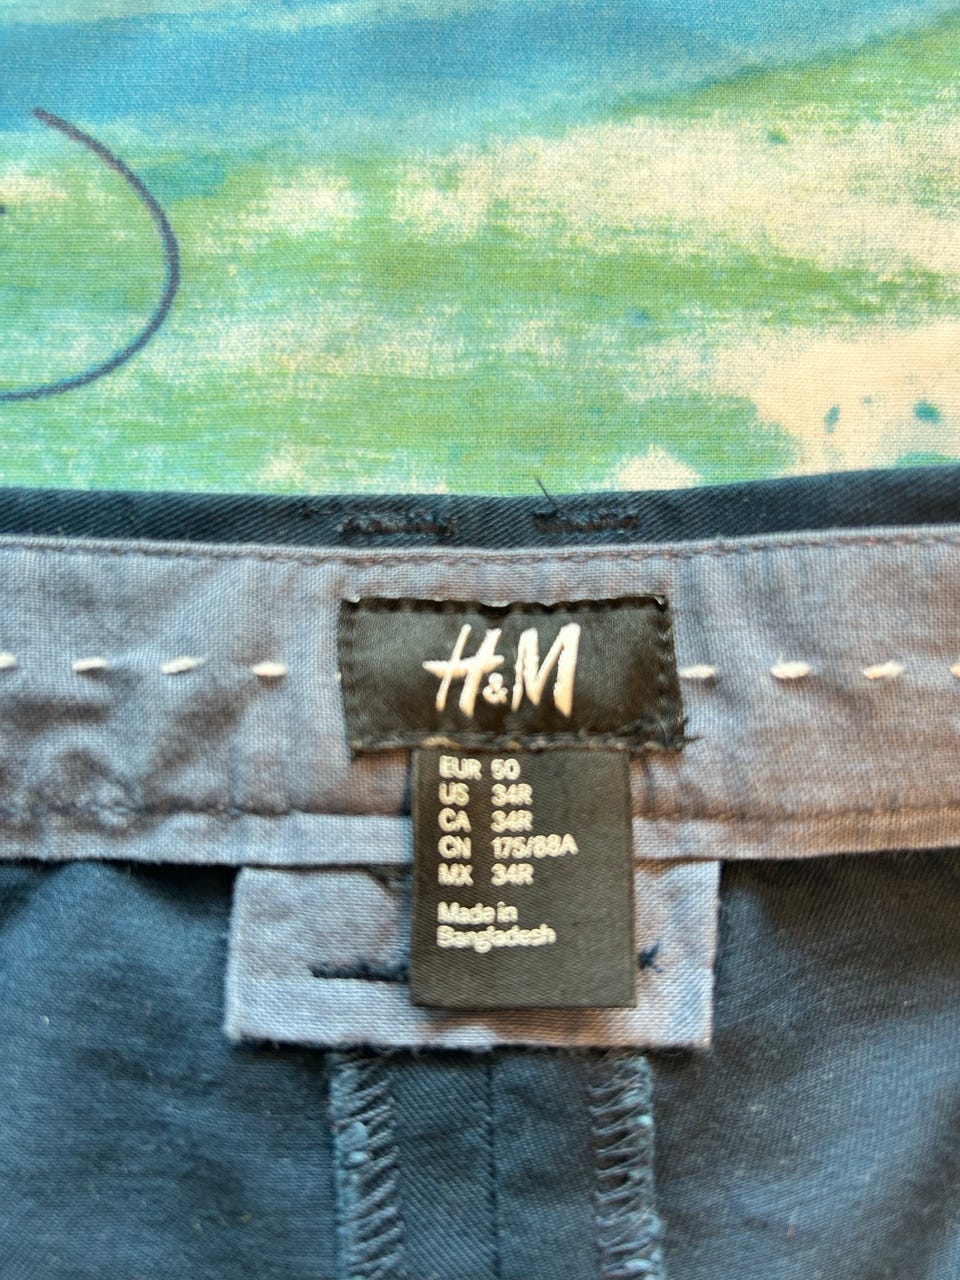 H&M
EUR 50
US 34R
CA 34R
CN 175/88A
MX 34R
Made in
Bangladesh